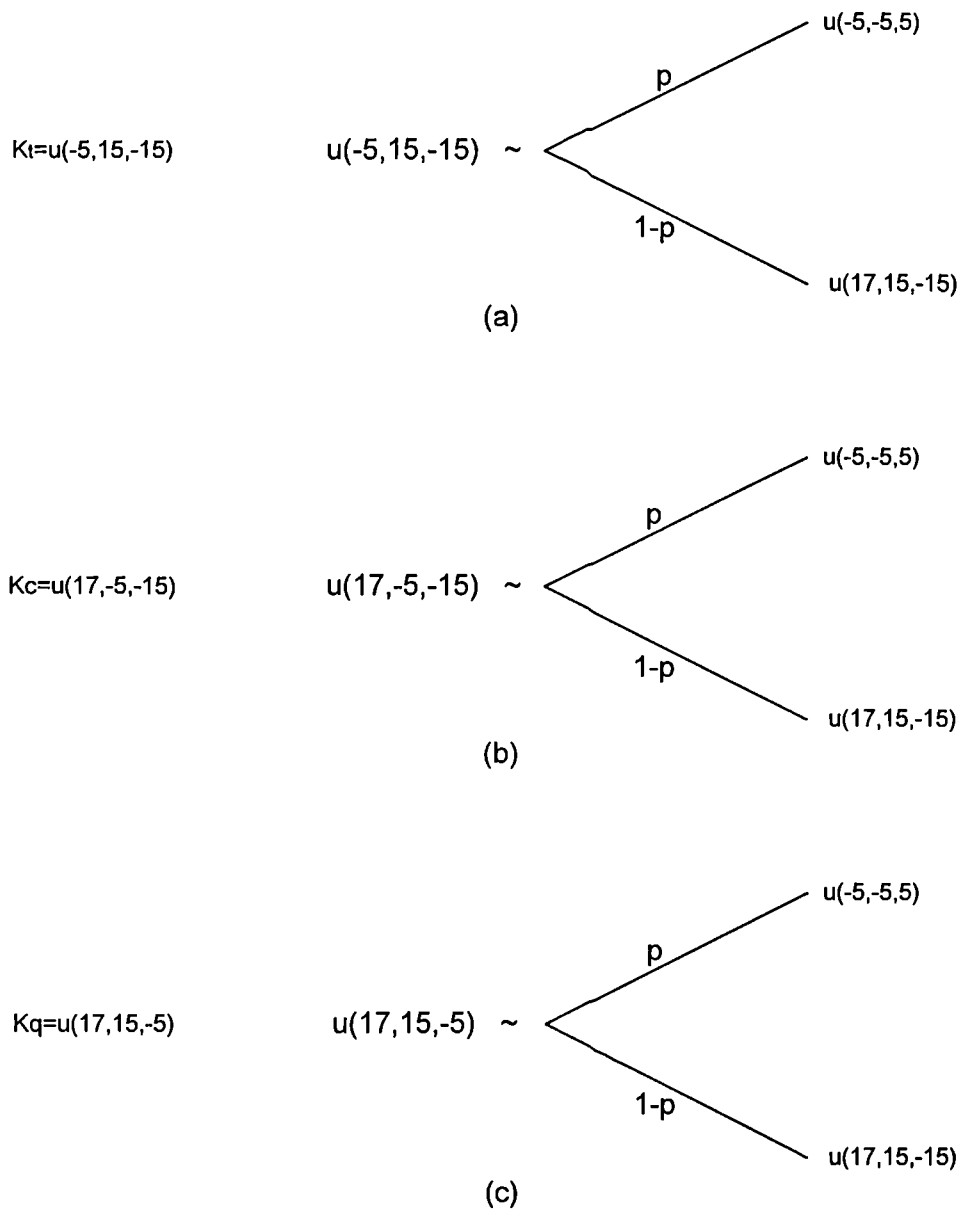 u(-5,-5,5)
p
Kt=u(-5,15,-15)
u(-5,15,-15) ~
1-p
u(17,15,-15)
(a)
u(-5,-5,5)
p
Kc=u(17,-5,-15)
u(17,-5,-15) ~
1-p
u(17,15,-15)
(b)
u(-5,-5,5)
p
Kq=u(17,15,-5)
u(17,15,-5) ~
1-p
u(17,15,-15)
(c)